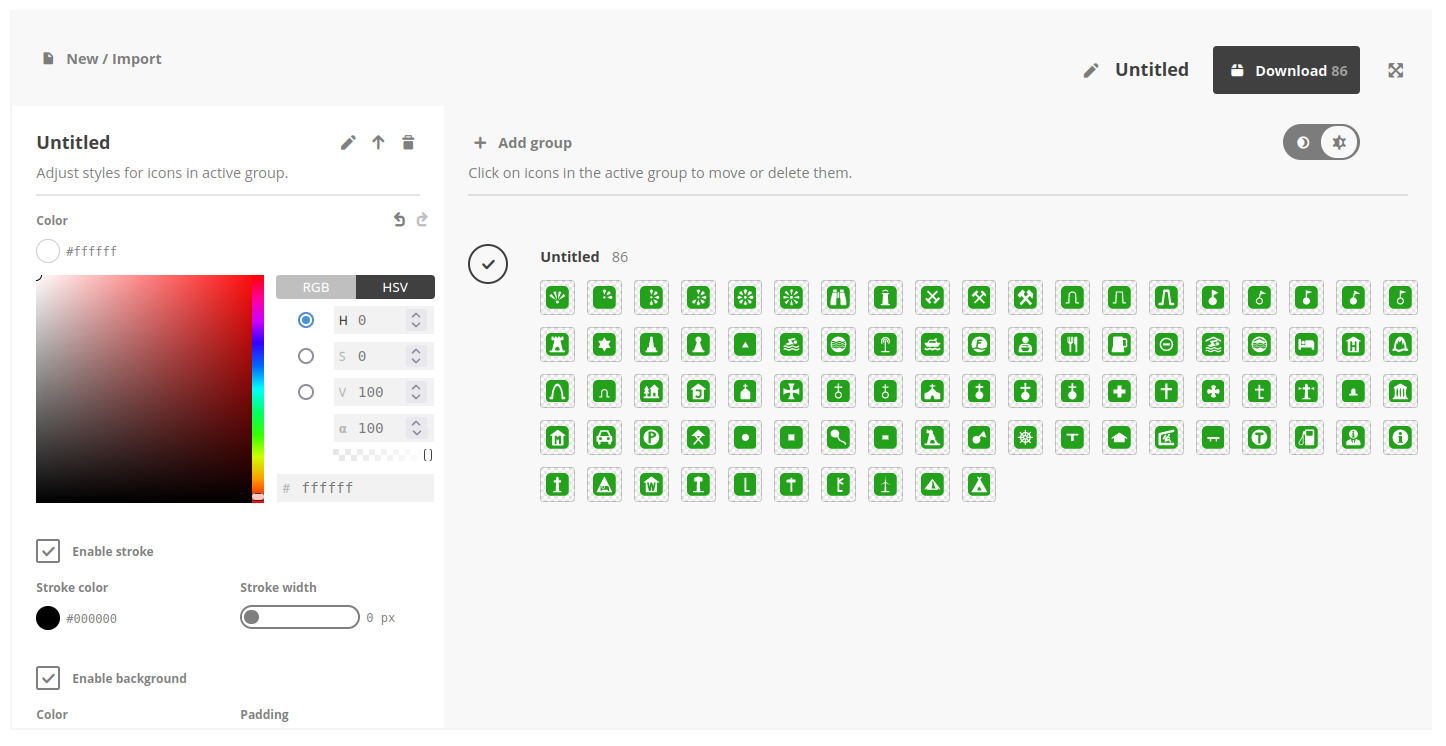 New / Import
Untitled
Download 86
Untitled
Adjust styles for icons in active group.
Add group
Click on icons in the active group to move or delete them.
Color
#ffffff
RGB HSV
H 0
S 0
V 100
α 100
# ffffff
Untitled 86
Enable stroke
Stroke color Stroke width
#000000 0 px
Enable background
Color Padding